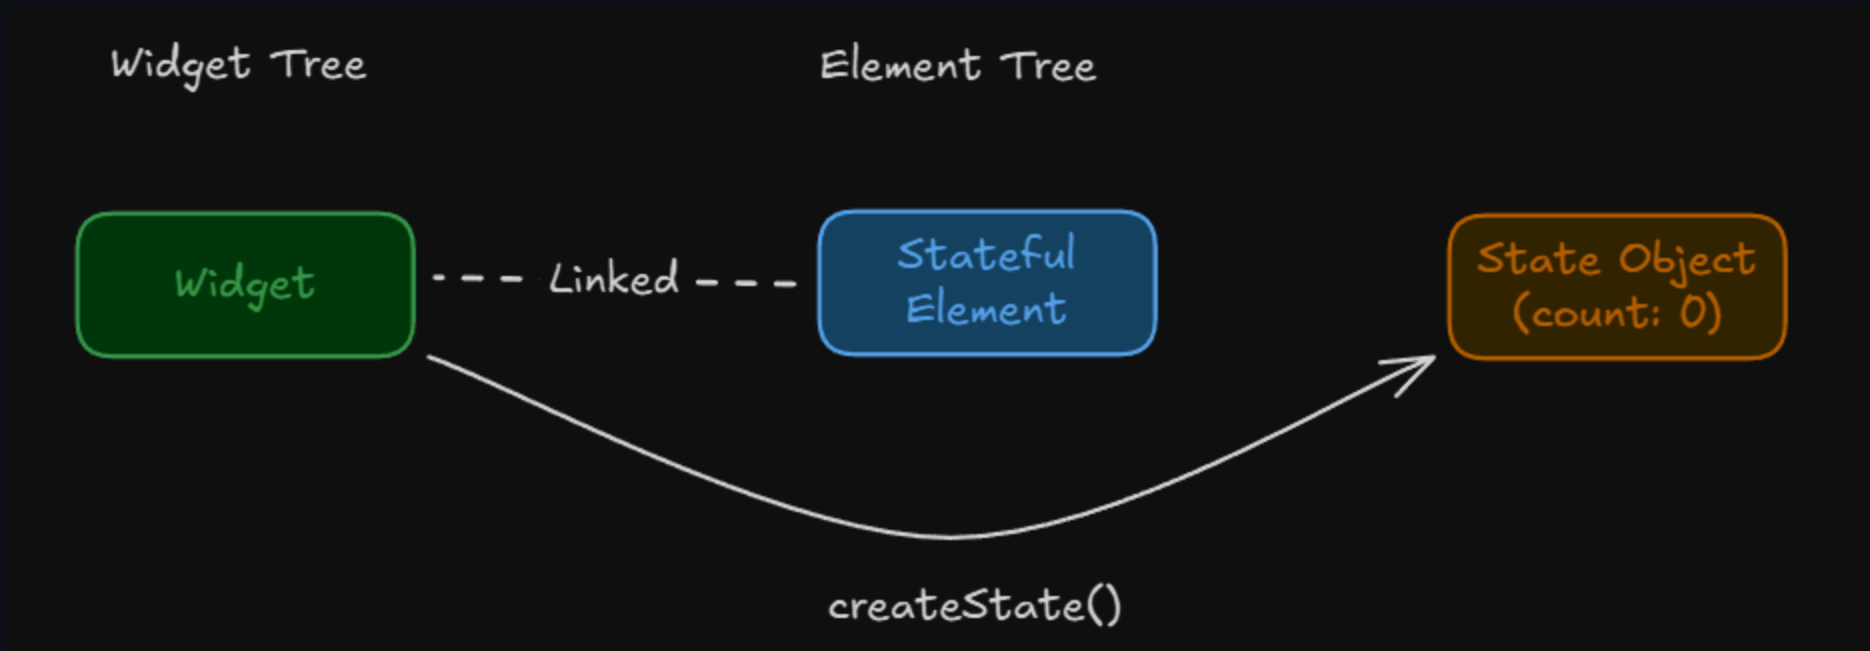 Widget Tree
Element Tree
Widget
Linked
Stateful
Element
State Object
(count: 0)
createState()